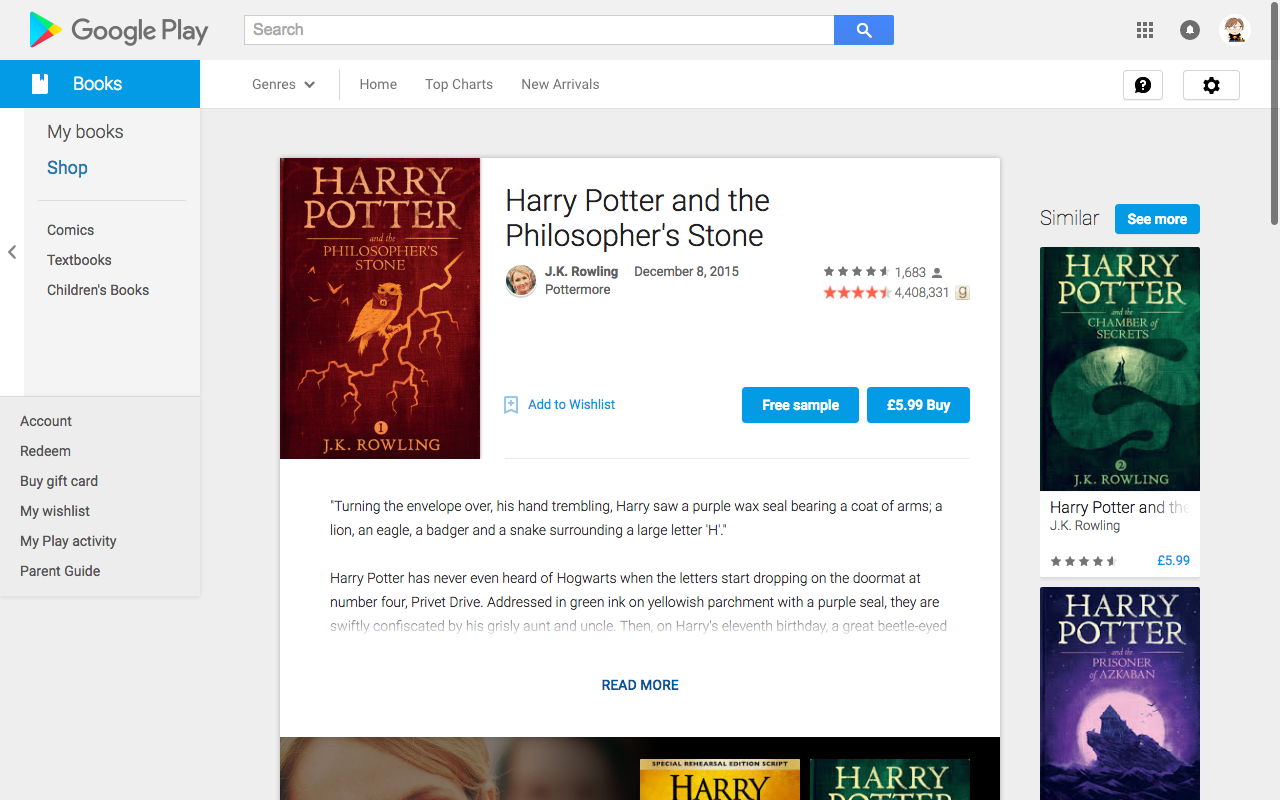 Google Play
Search
Books
Genres
Home
Top Charts
New Arrivals
My books
Shop
Comics
Textbooks
Children's Books
Account
Redeem
Buy gift card
My wishlist
My Play activity
Parent Guide
HARRY
POTTER
and the
PHILOSOPHER'S
STONE
1
J.K. ROWLING
Harry Potter and the
Philosopher's Stone
J.K. Rowling December 8, 2015
Pottermore
1,683
4,408,331 g
Add to Wishlist
Free sample
£5.99 Buy
"Turning the envelope over, his hand trembling, Harry saw a purple wax seal bearing a coat of arms; a
lion, an eagle, a badger and a snake surrounding a large letter 'H'."
Harry Potter has never even heard of Hogwarts when the letters start dropping on the doormat at
number four, Privet Drive. Addressed in green ink on yellowish parchment with a purple seal, they are
swiftly confiscated by his grisly aunt and uncle. Then, on Harry's eleventh birthday, a great beetle-eyed
READ MORE
SPECIAL REHEARSAL EDITION SCRIPT
HARRY
HARRY
Similar
See more
HARRY
POTTER
and the
CHAMBER of
SECRETS
2
J.K. ROWLING
Harry Potter and the
J.K. Rowling
£5.99
HARRY
POTTER
and the
PRISONER
of AZKABAN